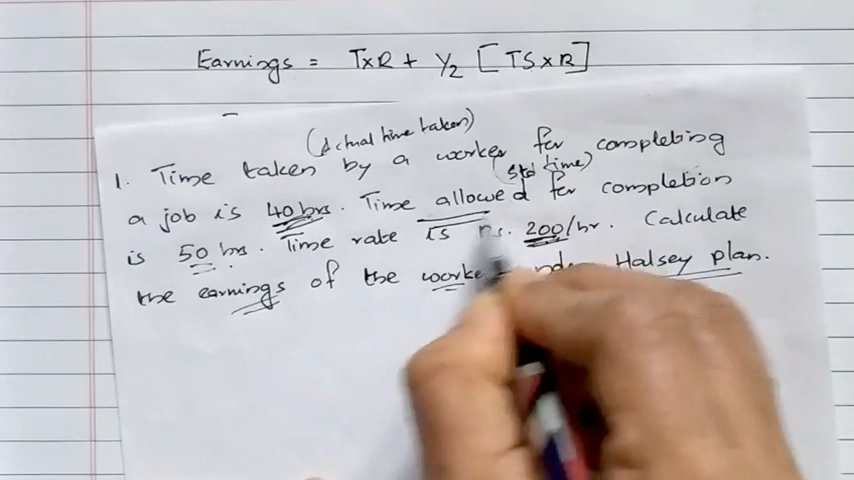 Earnings = TxR + 1/2 [TS x R]
(Actual time taken)
1. Time taken by a worker for completing
(std time)
a job is 40 hrs. Time allowed for completion
is 50 hrs. Time rate is Rs. 200/hr. Calculate
the earnings of the worke Halsey plan.